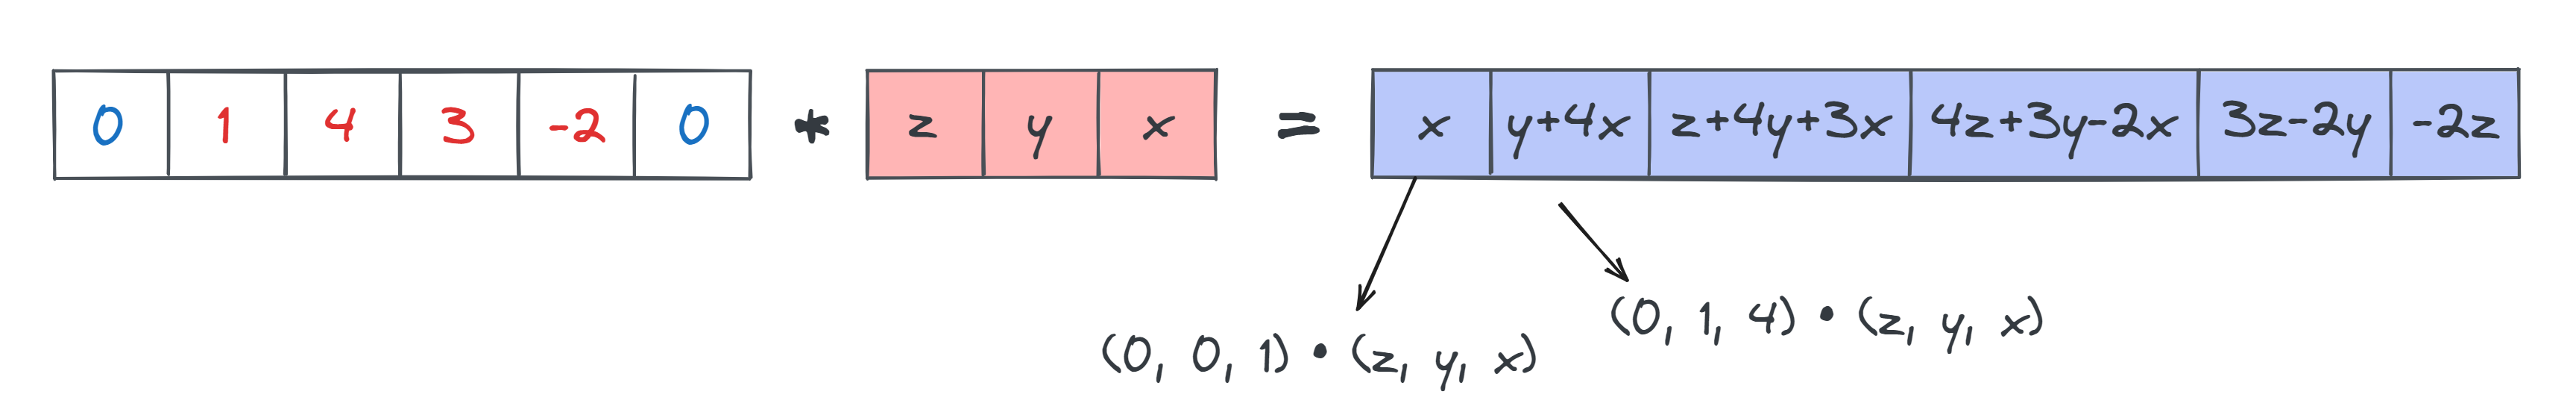 0 1 4 3 -2 0 * z y x = x y+4x z+4y+3x 4z+3y-2x 3z-2y -2z
(0, 1, 4) • (z, y, x)
(0, 0, 1) • (z, y, x)